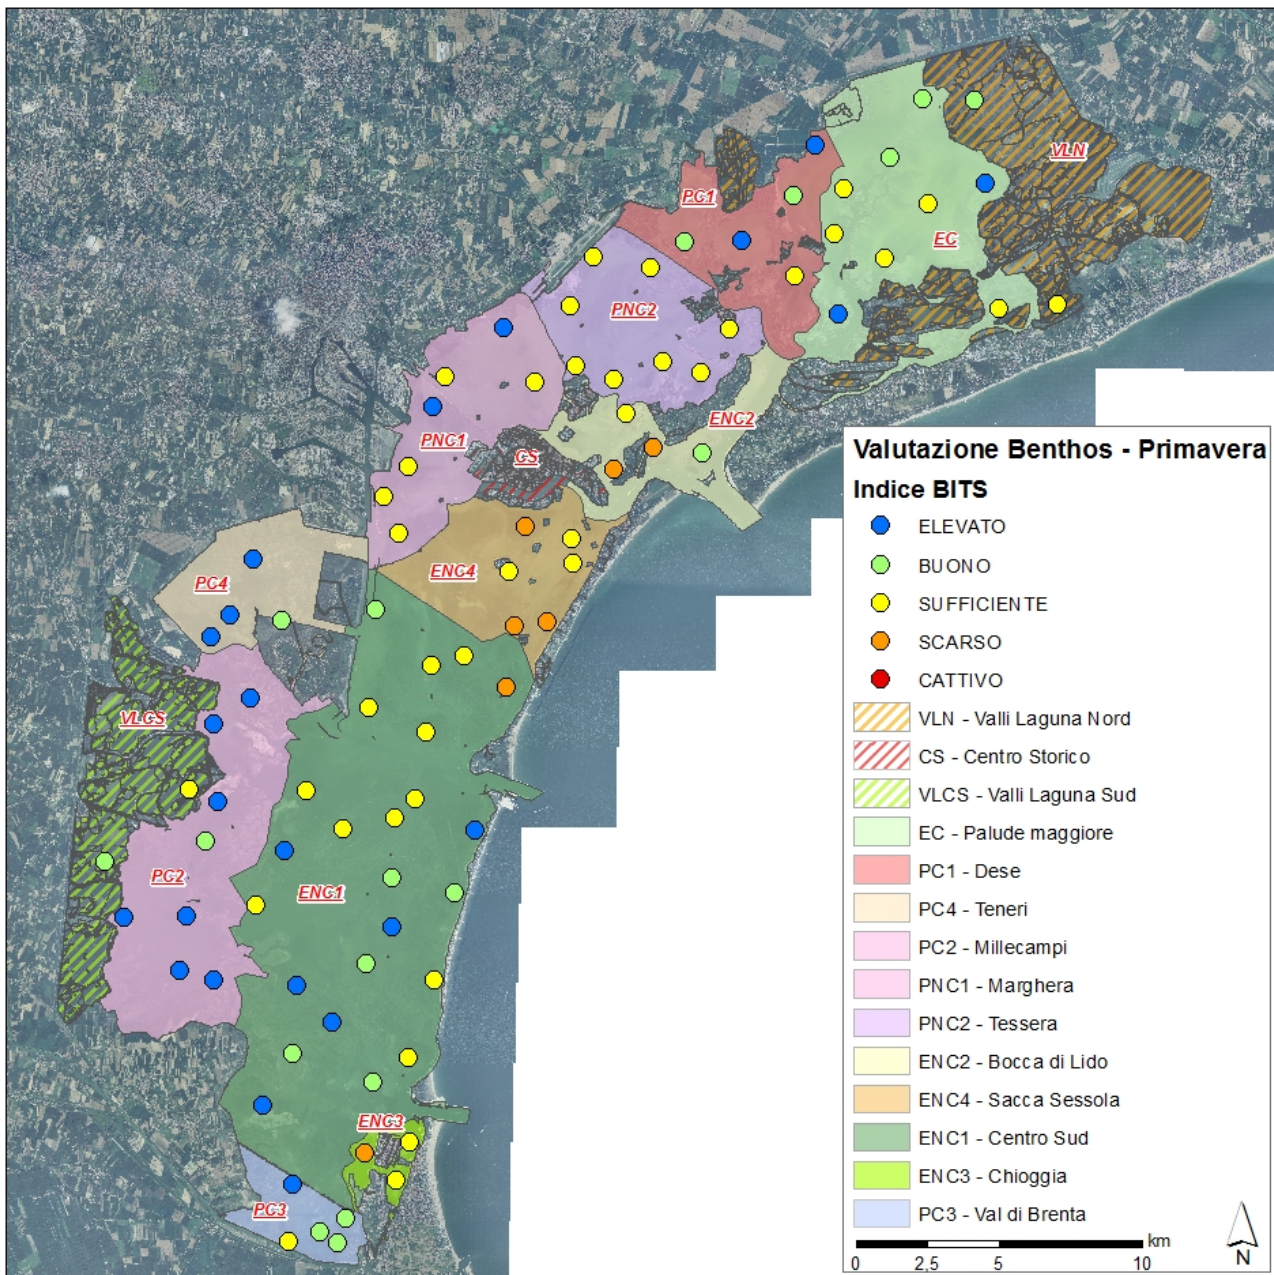 VLN
PC1
EC
PNC2
ENC2
PNC1
CS
ENC4
PC4
VLCS
PC2
ENC1
ENC3
PC3
Valutazione Benthos - Primavera
Indice BITS
ELEVATO
BUONO
SUFFICIENTE
SCARSO
CATTIVO
VLN - Valli Laguna Nord
CS - Centro Storico
VLCS - Valli Laguna Sud
EC - Palude maggiore
PC1 - Dese
PC4 - Teneri
PC2 - Millecampi
PNC1 - Marghera
PNC2 - Tessera
ENC2 - Bocca di Lido
ENC4 - Sacca Sessola
ENC1 - Centro Sud
ENC3 - Chioggia
PC3 - Val di Brenta
km
0 2,5 5 10
N